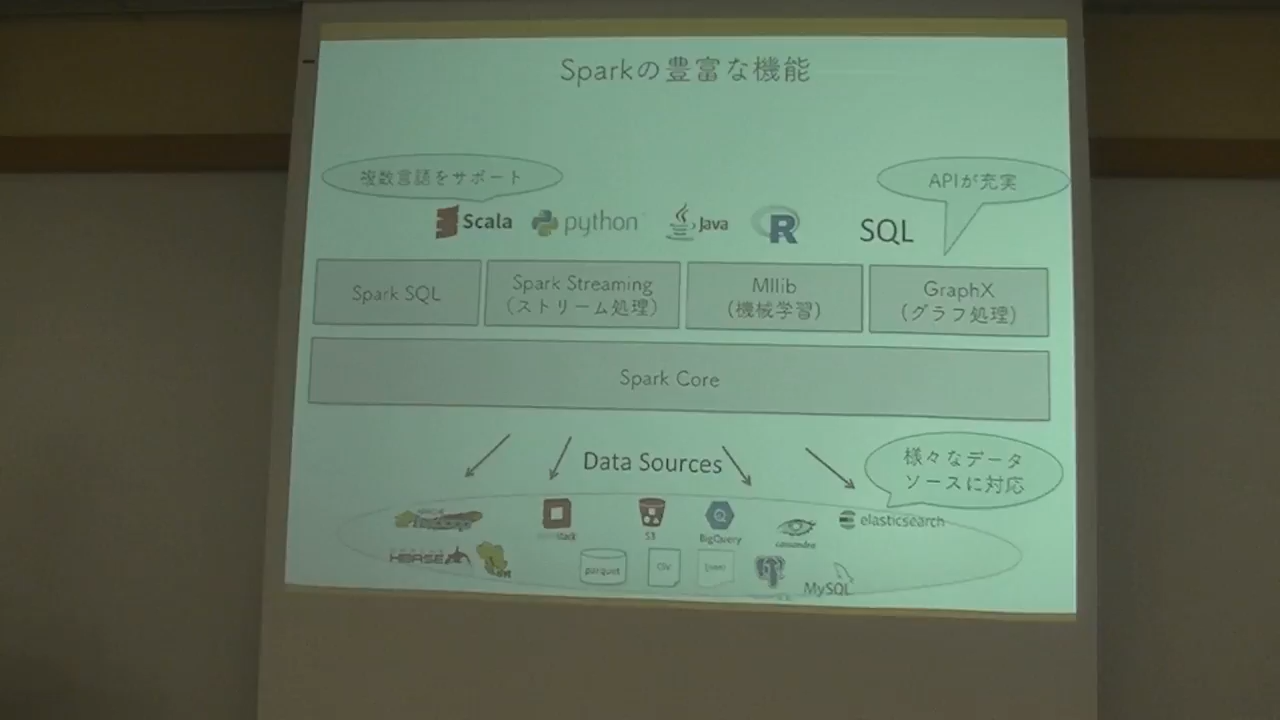 Sparkの豊富な機能
複数言語をサポート
APIが充実
Scala
python
Java
R
SQL
Spark SQL
Spark Streaming
(ストリーム処理)
Mllib
(機械学習)
GraphX
(グラフ処理)
Spark Core
Data Sources
様々なデータ
ソースに対応
S3
BigQuery
cassandra
elasticsearch
HBASE
parquet
CSV
MySQL